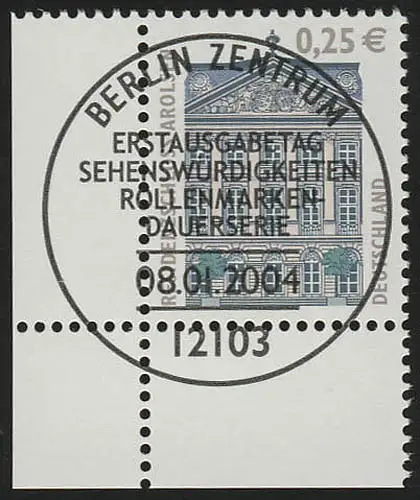 0,25 €
BERLIN ZENTRUM
ERSTAUSGABETAG
SEHENSWÜRDIGKEITEN
ROLLENMARKEN-
DAUERSERIE
08.01.2004
12103
DEUTSCHLAND